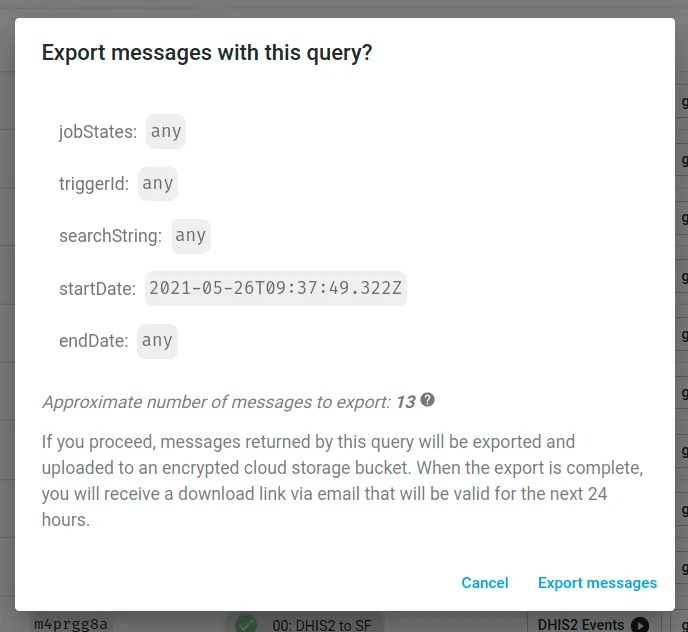 Export messages with this query?
jobStates: any
triggerId: any
searchString: any
startDate: 2021-05-26T09:37:49.322Z
endDate: any
Approximate number of messages to export: 13 ?
If you proceed, messages returned by this query will be exported and
uploaded to an encrypted cloud storage bucket. When the export is complete,
you will receive a download link via email that will be valid for the next 24
hours.
Cancel Export messages
m4prgg8a 00: DHIS2 to SF DHIS2 Events